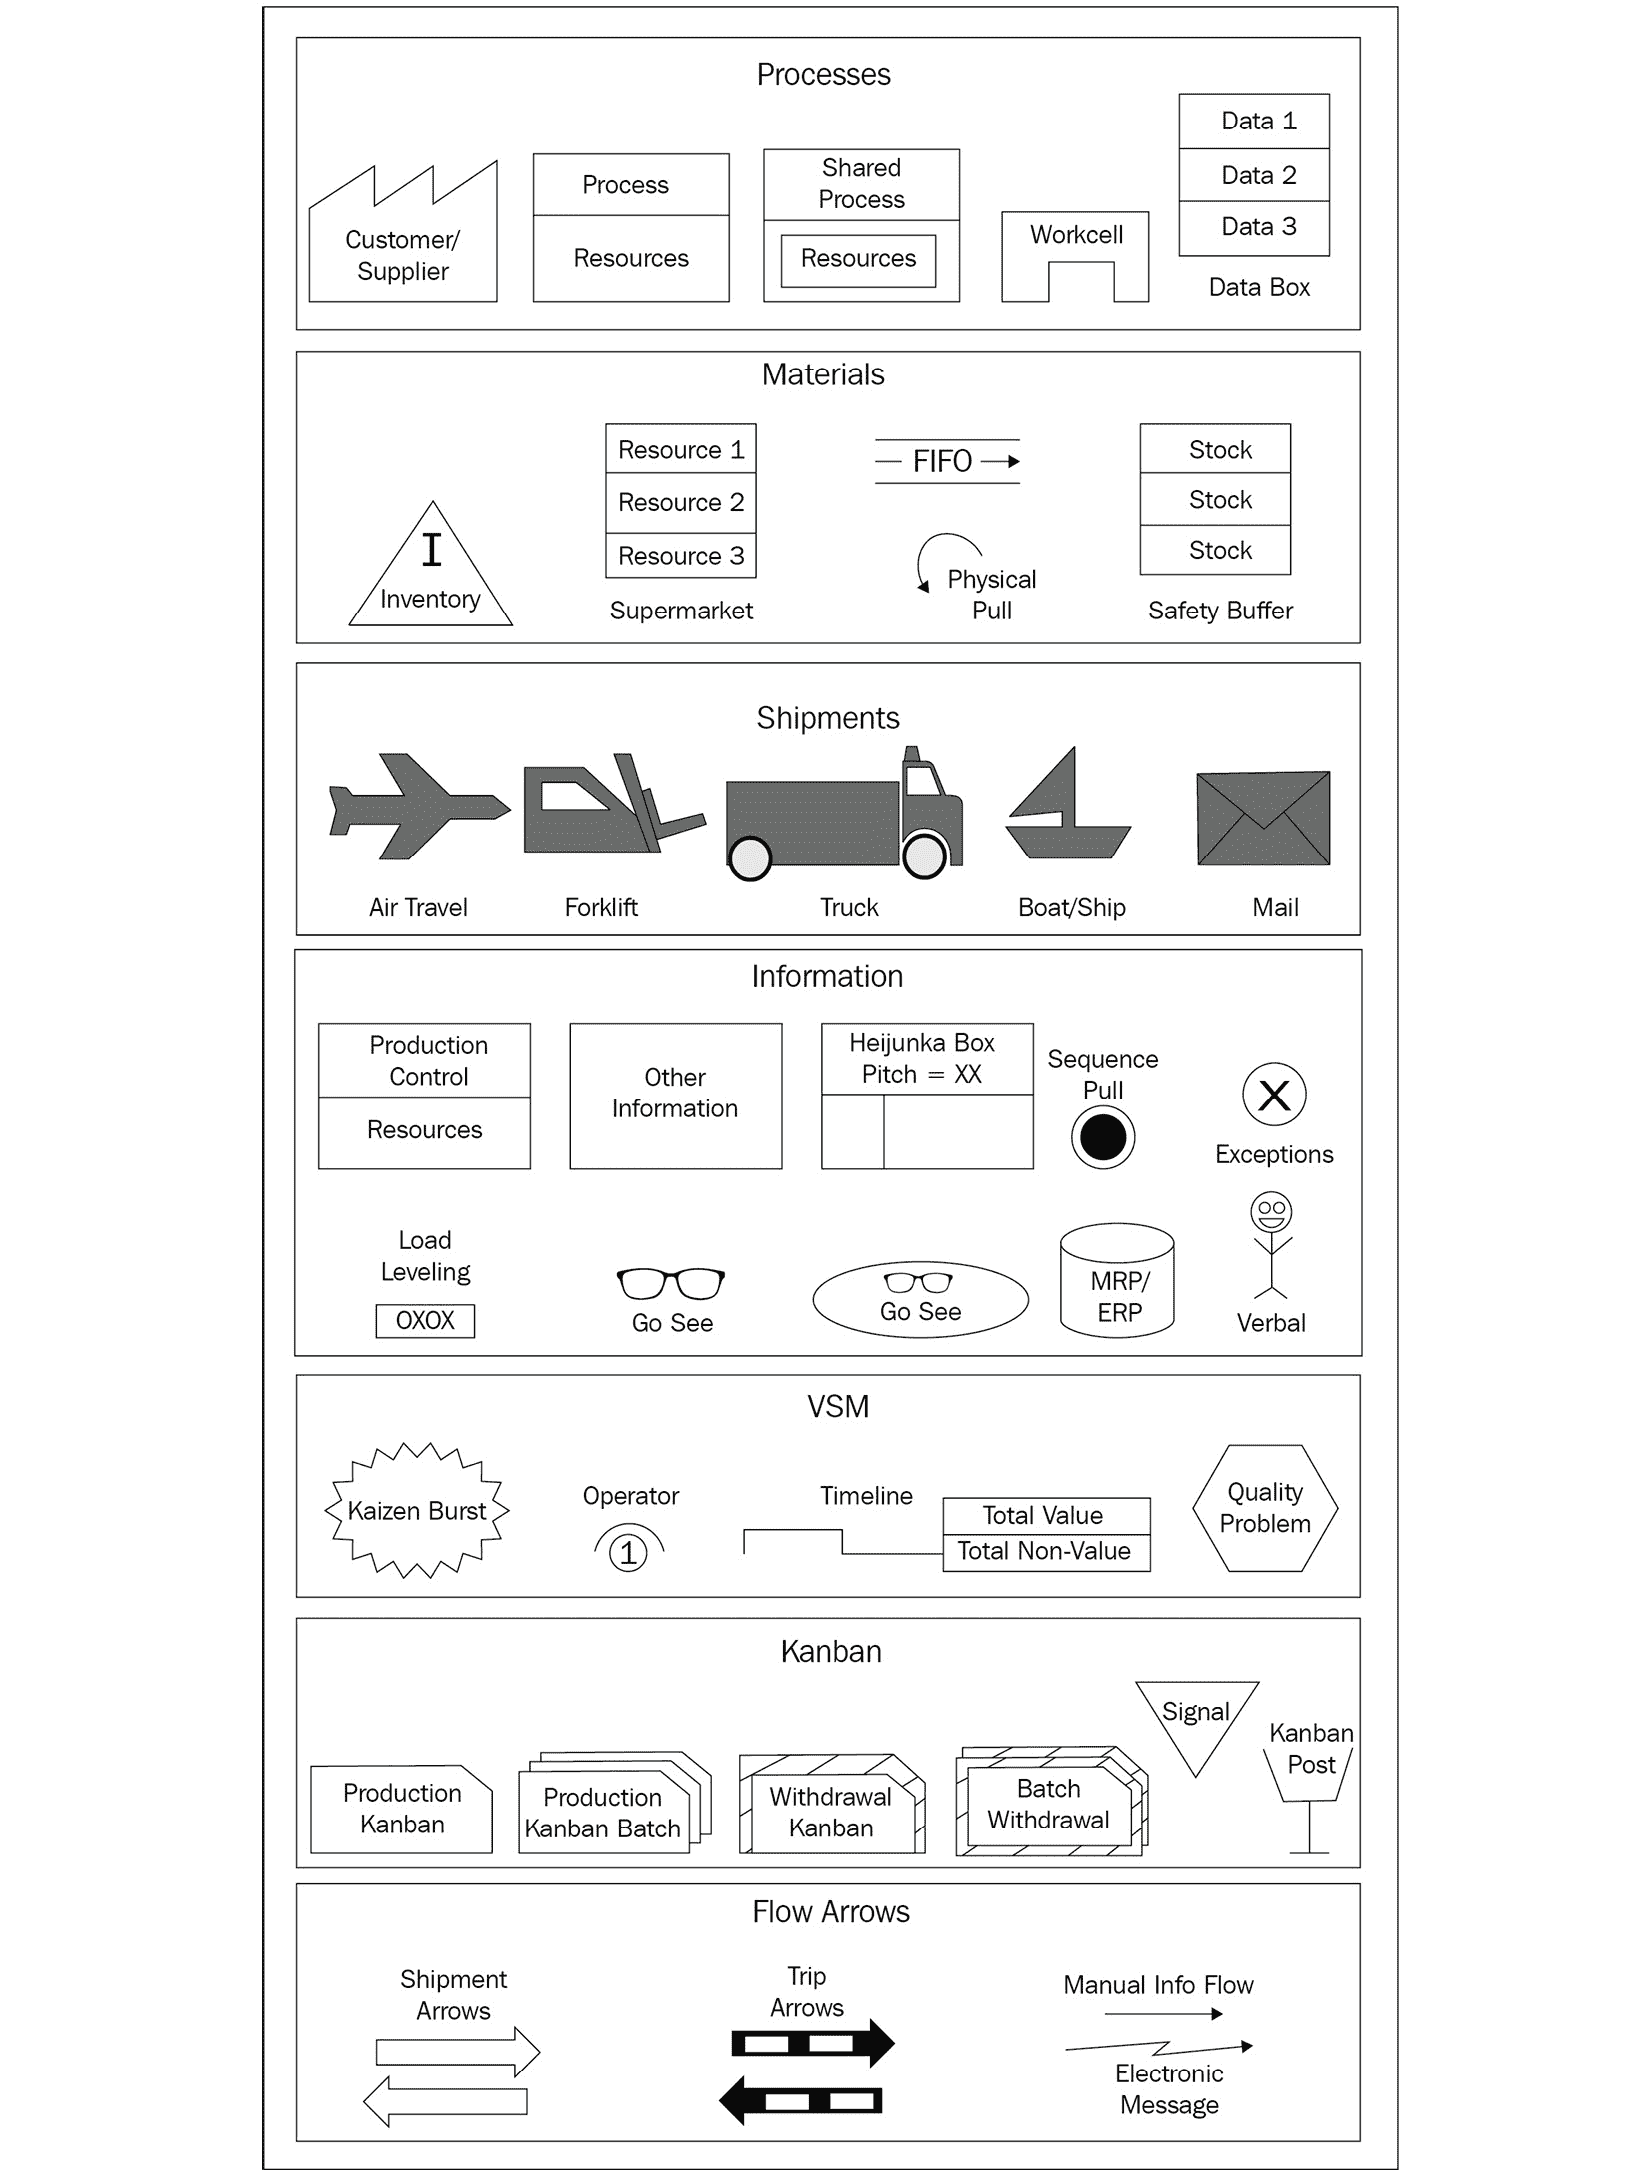 Processes
Customer/
Supplier
Process
Resources
Shared
Process
Resources
Workcell
Data 1
Data 2
Data 3
Data Box
Materials
I
Inventory
Resource 1
Resource 2
Resource 3
Supermarket
FIFO
Physical
Pull
Stock
Stock
Stock
Safety Buffer
Shipments
Air Travel
Forklift
Truck
Boat/Ship
Mail
Information
Production
Control
Resources
Other
Information
Heijunka Box
Pitch = XX
Sequence
Pull
X
Exceptions
Load
Leveling
OXOX
Go See
Go See
MRP/
ERP
Verbal
VSM
Kaizen Burst
Operator
1
Timeline
Total Value
Total Non-Value
Quality
Problem
Kanban
Production
Kanban
Production
Kanban Batch
Withdrawal
Kanban
Batch
Withdrawal
Signal
Kanban
Post
Flow Arrows
Shipment
Arrows
Trip
Arrows
Manual Info Flow
Electronic
Message